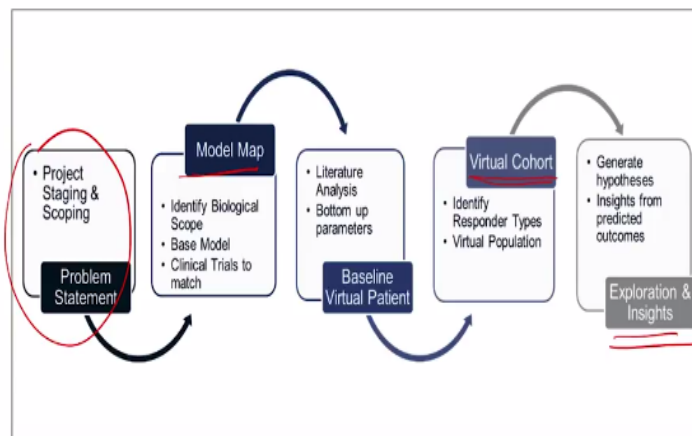 • Project
Staging &
Scoping
Problem
Statement
Model Map
• Identify Biological
Scope
• Base Model
• Clinical Trials to
match
• Literature
Analysis
• Bottom up
parameters
Baseline
Virtual Patient
Virtual Cohort
• Identify
Responder Types
• Virtual Population
• Generate
hypotheses
• Insights from
predicted
outcomes
Exploration &
Insights